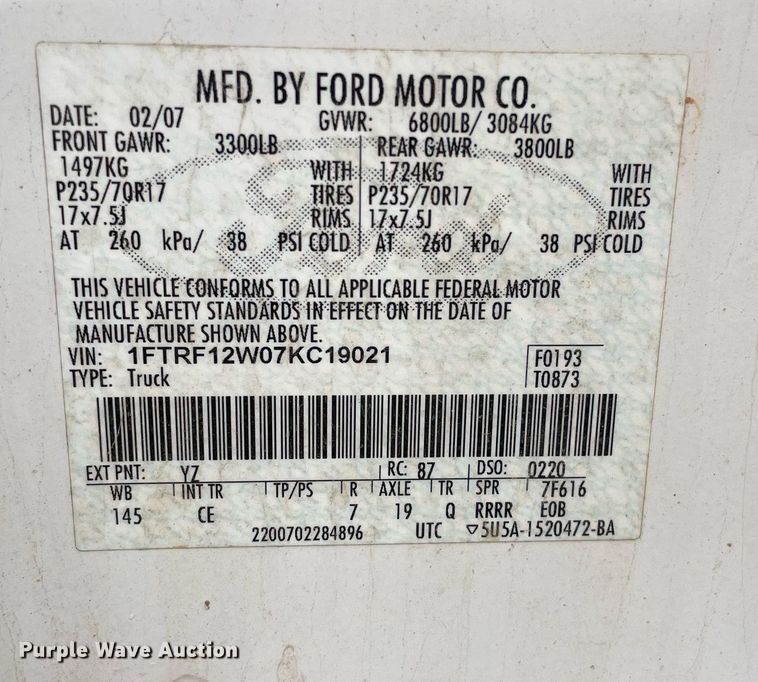 MFD. BY FORD MOTOR CO.
DATE: 02/07 GVWR: 6800LB/ 3084KG
FRONT GAWR: 3300LB REAR GAWR: 3800LB
1497KG WITH 1724KG WITH
P235/70R17 TIRES P235/70R17 TIRES
17x7.5J RIMS 17x7.5J RIMS
AT 260 kPa/ 38 PSI COLD AT 260 kPa/ 38 PSI COLD
Ford
THIS VEHICLE CONFORMS TO ALL APPLICABLE FEDERAL MOTOR
VEHICLE SAFETY STANDARDS IN EFFECT ON THE DATE OF
MANUFACTURE SHOWN ABOVE.
VIN: 1FTRF12W07KC19021 F0193
TYPE: Truck T0873
EXT PNT: YZ RC: 87 DSO: 0220
WB INT TR TP/PS R AXLE TR SPR 7F616
145 CE 7 19 Q RRRR EOB
2200702284896 UTC ▽5U5A-1520472-BA
Purple Wave Auction